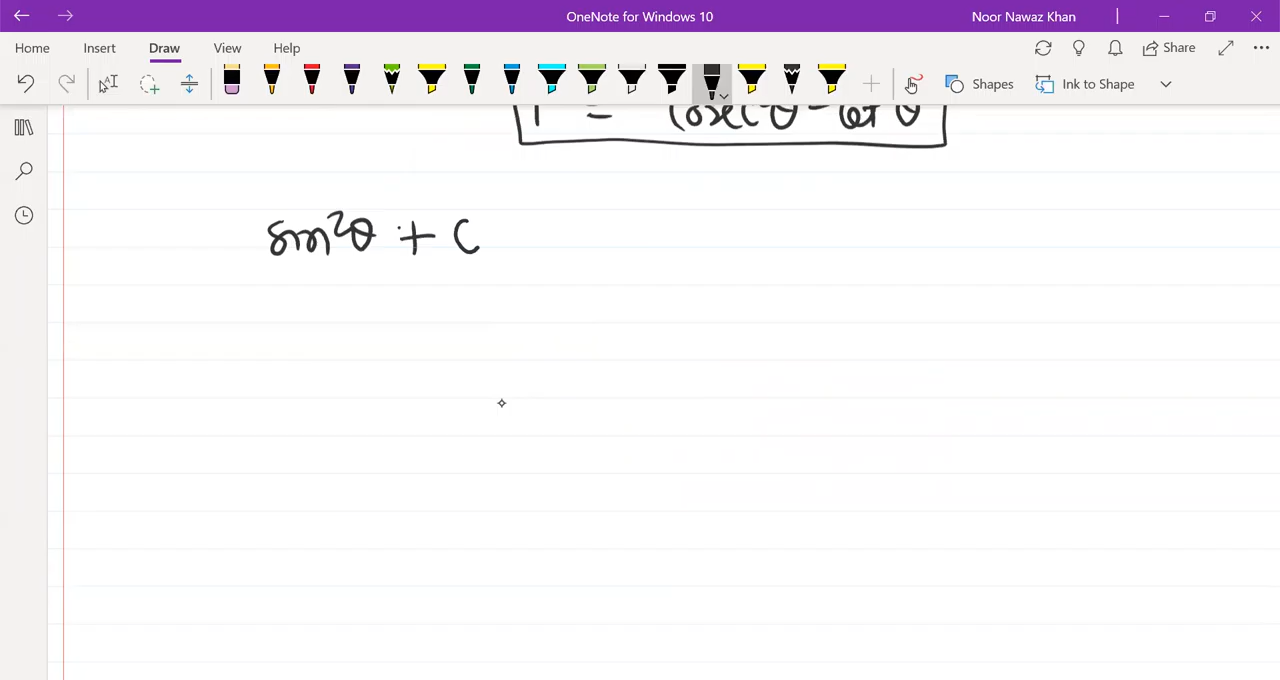 OneNote for Windows 10
Noor Nawaz Khan
Home Insert Draw View Help
Share
Shapes
Ink to Shape
1 = cosec²θ - cot²θ
sin²θ + c